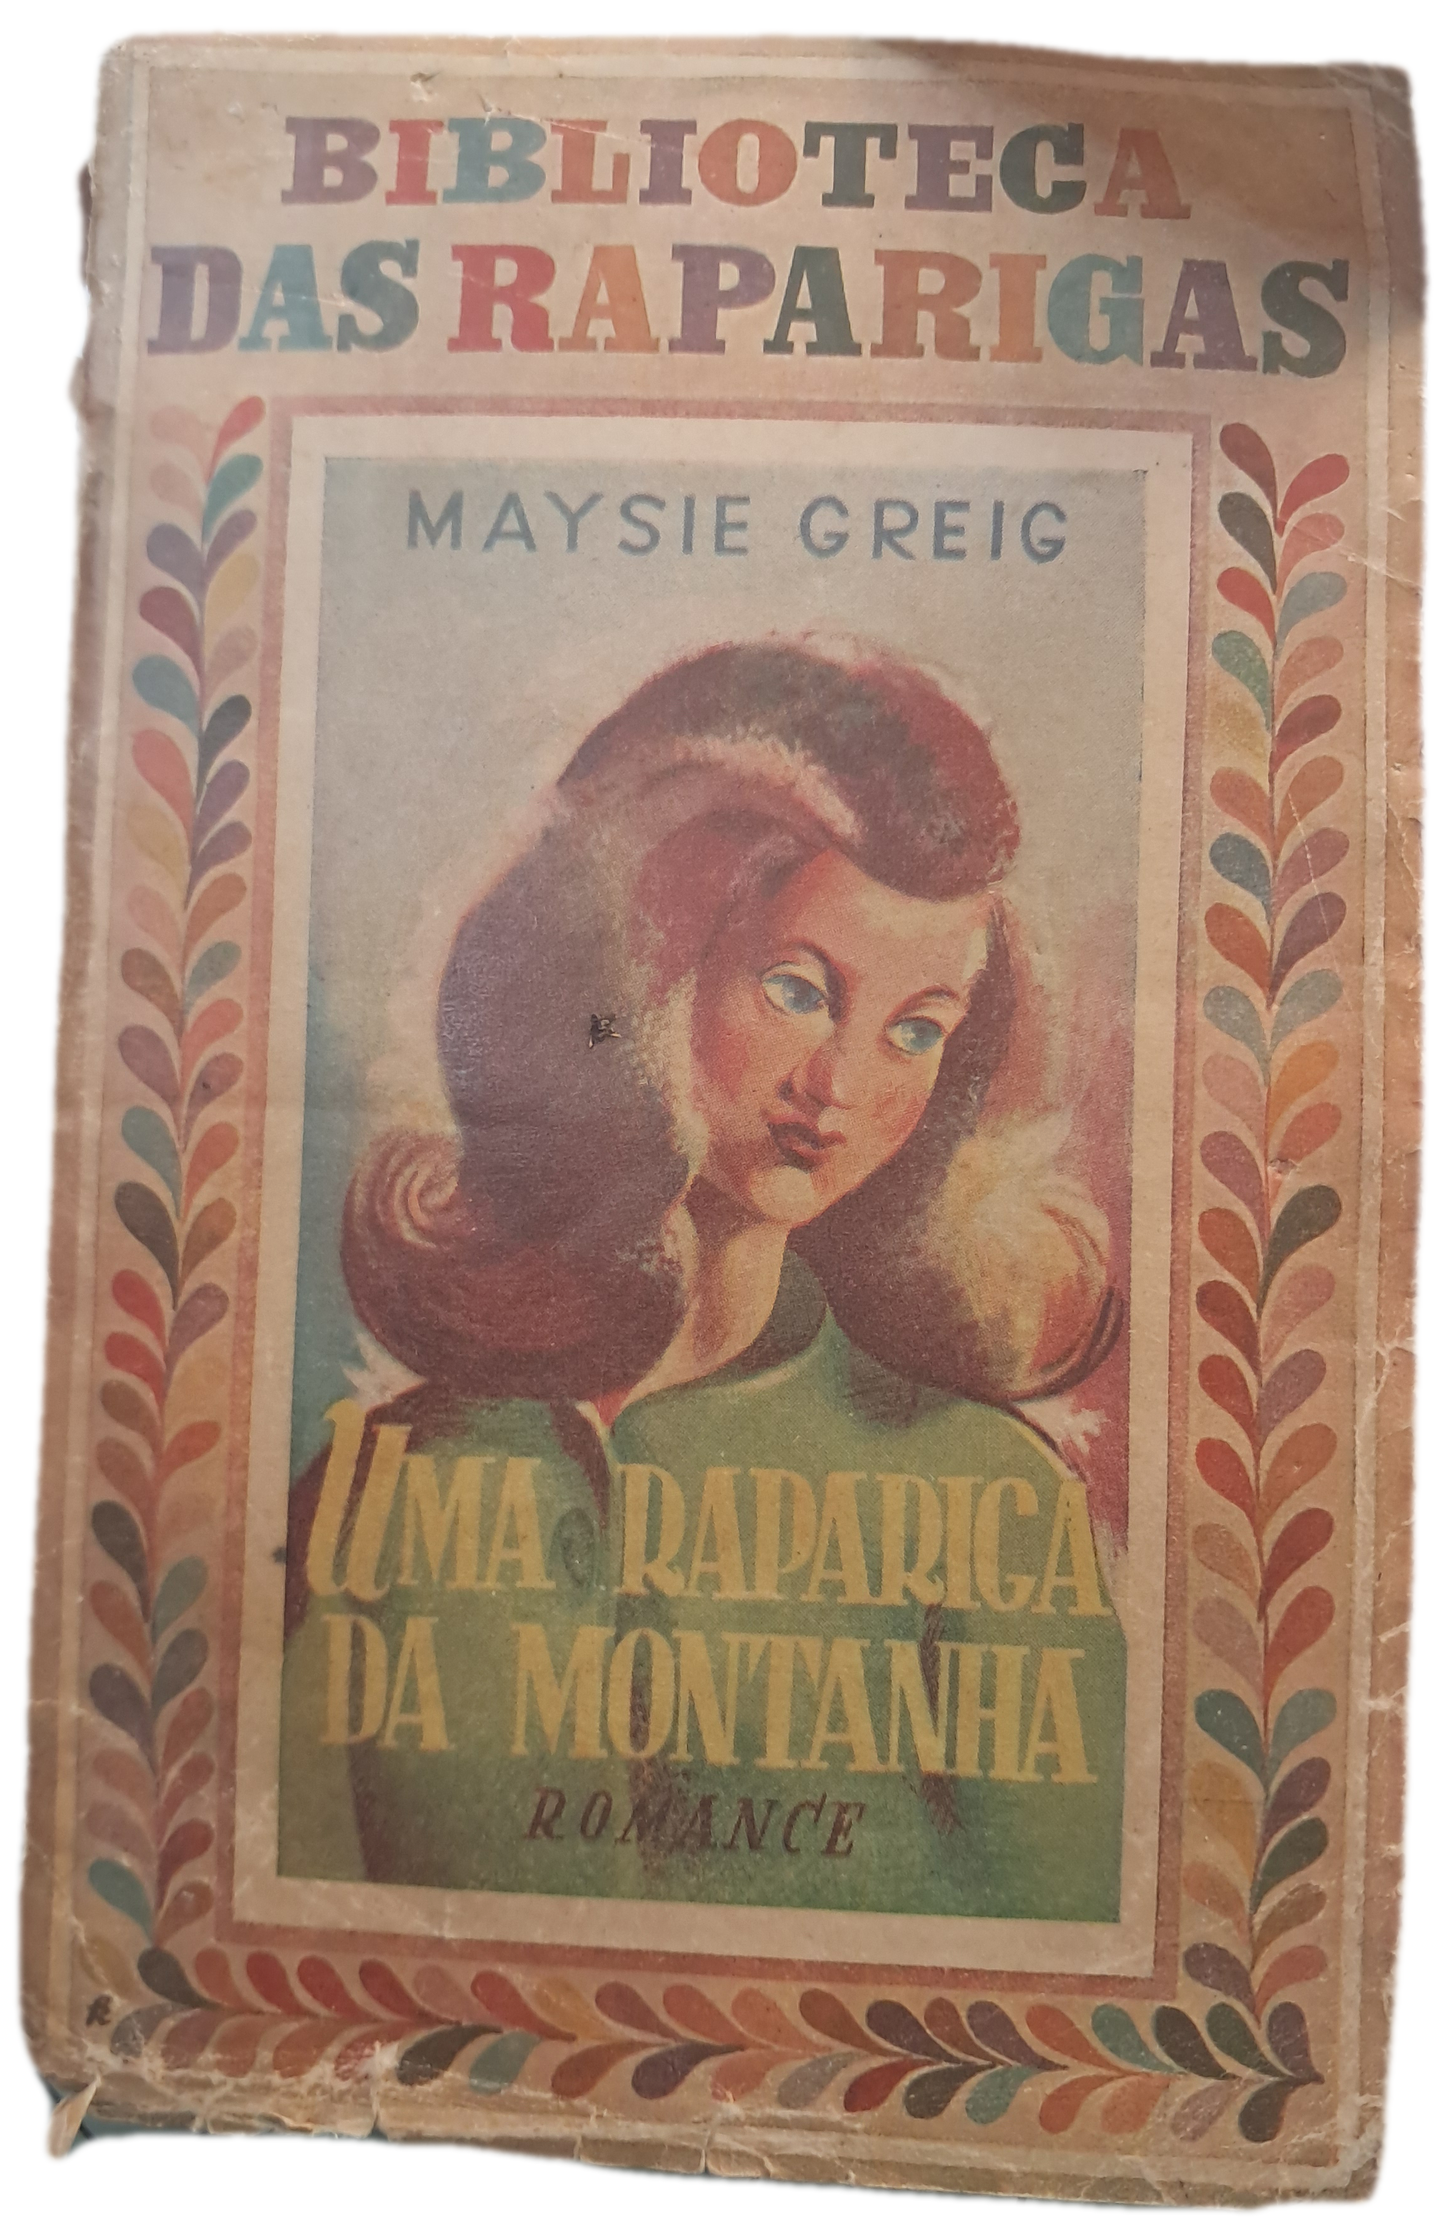 BIBLIOTECA
DAS RAPARIGAS
MAYSIE GREIG
UMA RAPARIGA
DA MONTANHA
ROMANCE